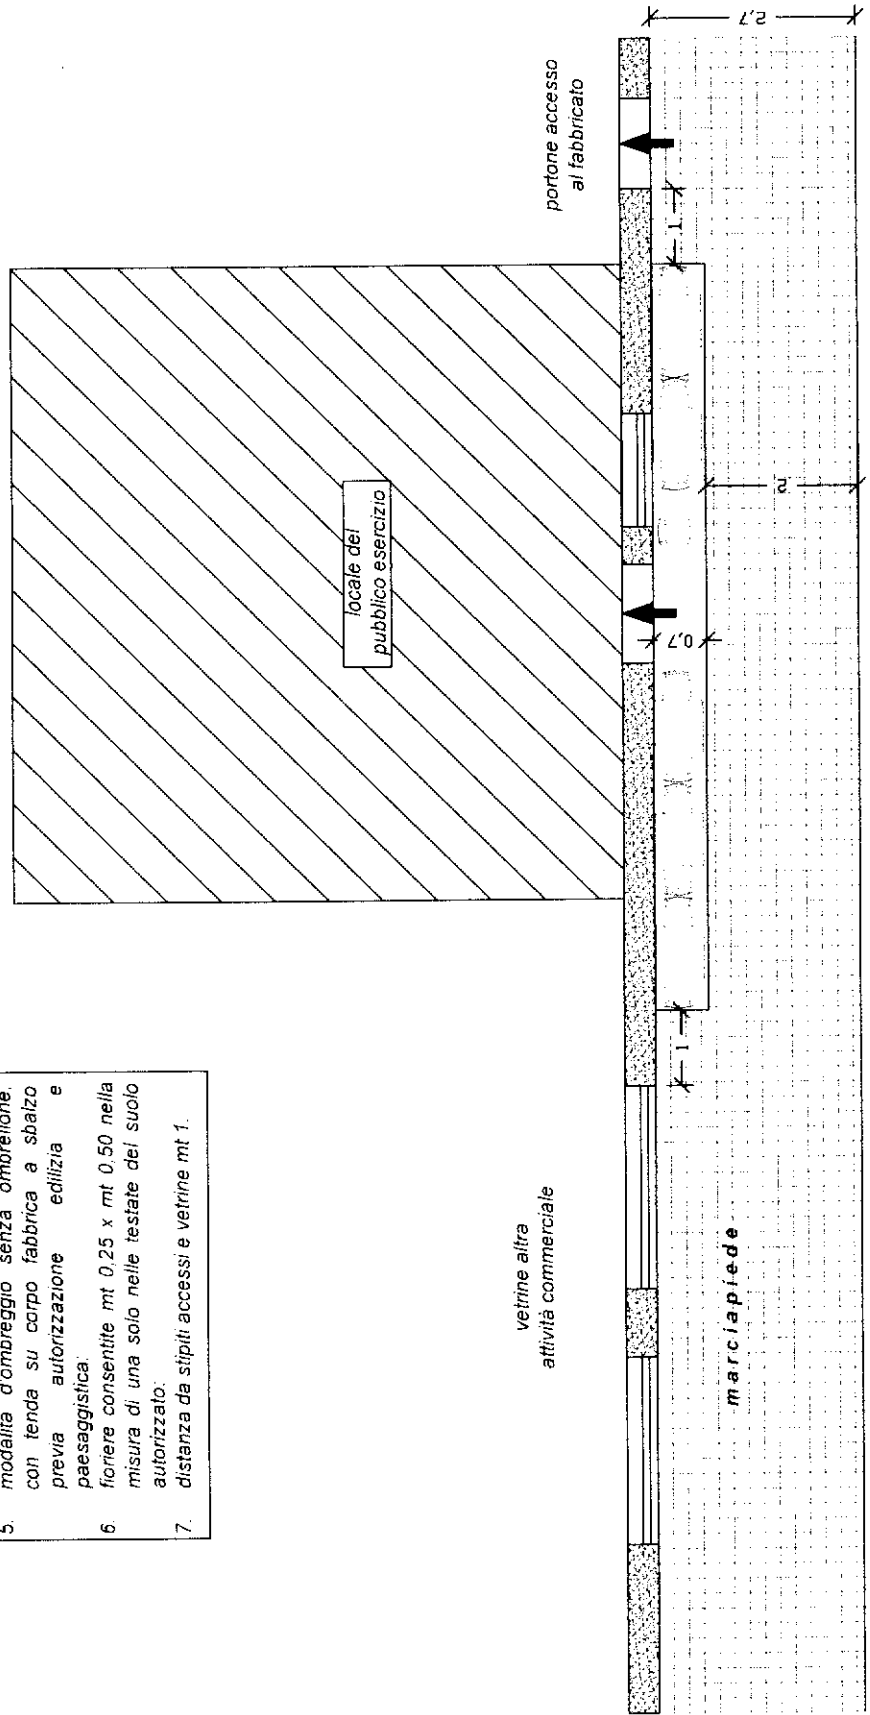 5. modalità d'ombreggio senza ombrellone,
con tenda su corpo fabbrica a sbalzo
previa autorizzazione edilizia e
paesaggistica:
6. fioriere consentite mt 0,25 x mt 0,50 nella
misura di una solo nelle testate del suolo
autorizzato:
7. distanza da stipiti accessi e vetrine mt 1.
locale del
pubblico esercizio
portone accesso
al fabbricato
vetrine altra
attività commerciale
marciapiede
1
0,7
2
1
2,7